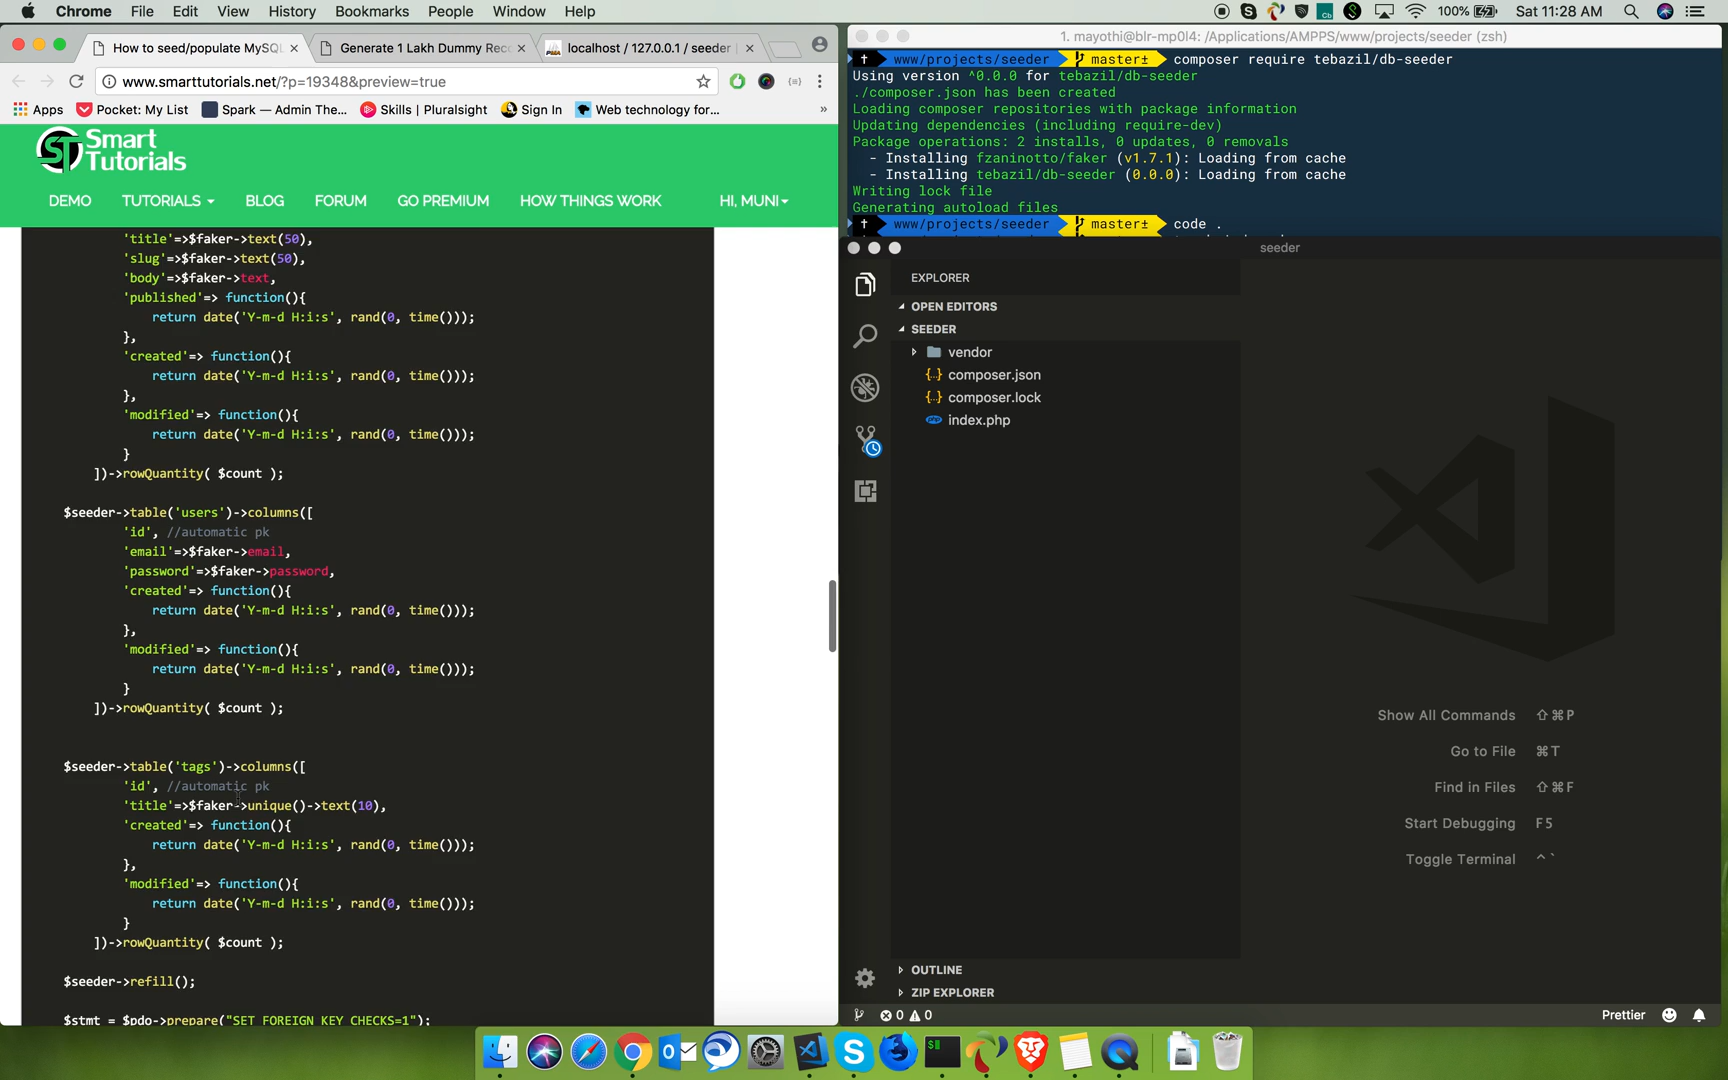 Chrome File Edit View History Bookmarks People Window Help
100% Sat 11:28 AM
How to seed/populate MySQL
Generate 1 Lakh Dummy Reco
localhost / 127.0.0.1 / seeder |
www.smarttutorials.net/?p=19348&preview=true
Apps Pocket: My List Spark — Admin The... Skills | Pluralsight Sign In Web technology for... »
ST Smart
Tutorials
DEMO TUTORIALS BLOG FORUM GO PREMIUM HOW THINGS WORK HI, MUNI
'title'=>$faker->text(50),
'slug'=>$faker->text(50),
'body'=>$faker->text,
'published'=> function(){
return date('Y-m-d H:i:s', rand(0, time()));
},
'created'=> function(){
return date('Y-m-d H:i:s', rand(0, time()));
},
'modified'=> function(){
return date('Y-m-d H:i:s', rand(0, time()));
}
])->rowQuantity( $count );
$seeder->table('users')->columns([
'id', //automatic pk
'email'=>$faker->email,
'password'=>$faker->password,
'created'=> function(){
return date('Y-m-d H:i:s', rand(0, time()));
},
'modified'=> function(){
return date('Y-m-d H:i:s', rand(0, time()));
}
])->rowQuantity( $count );
$seeder->table('tags')->columns([
'id', //automatic pk
'title'=>$faker->unique()->text(10),
'created'=> function(){
return date('Y-m-d H:i:s', rand(0, time()));
},
'modified'=> function(){
return date('Y-m-d H:i:s', rand(0, time()));
}
])->rowQuantity( $count );
$seeder->refill();
$stmt = $pdo->prepare("SET FOREIGN_KEY_CHECKS=1");
1. mayothi@blr-mp0l4: /Applications/AMPPS/www/projects/seeder (zsh)
www/projects/seeder master± composer require tebazil/db-seeder
Using version ^0.0.0 for tebazil/db-seeder
./composer.json has been created
Loading composer repositories with package information
Updating dependencies (including require-dev)
Package operations: 2 installs, 0 updates, 0 removals
- Installing fzaninotto/faker (v1.7.1): Loading from cache
- Installing tebazil/db-seeder (0.0.0): Loading from cache
Writing lock file
Generating autoload files
www/projects/seeder master± code .
seeder
EXPLORER
OPEN EDITORS
SEEDER
vendor
{..} composer.json
{..} composer.lock
index.php
Show All Commands ⇧⌘P
Go to File ⌘T
Find in Files ⇧⌘F
Start Debugging F5
Toggle Terminal ⌃`
OUTLINE
ZIP EXPLORER
0 0
Prettier